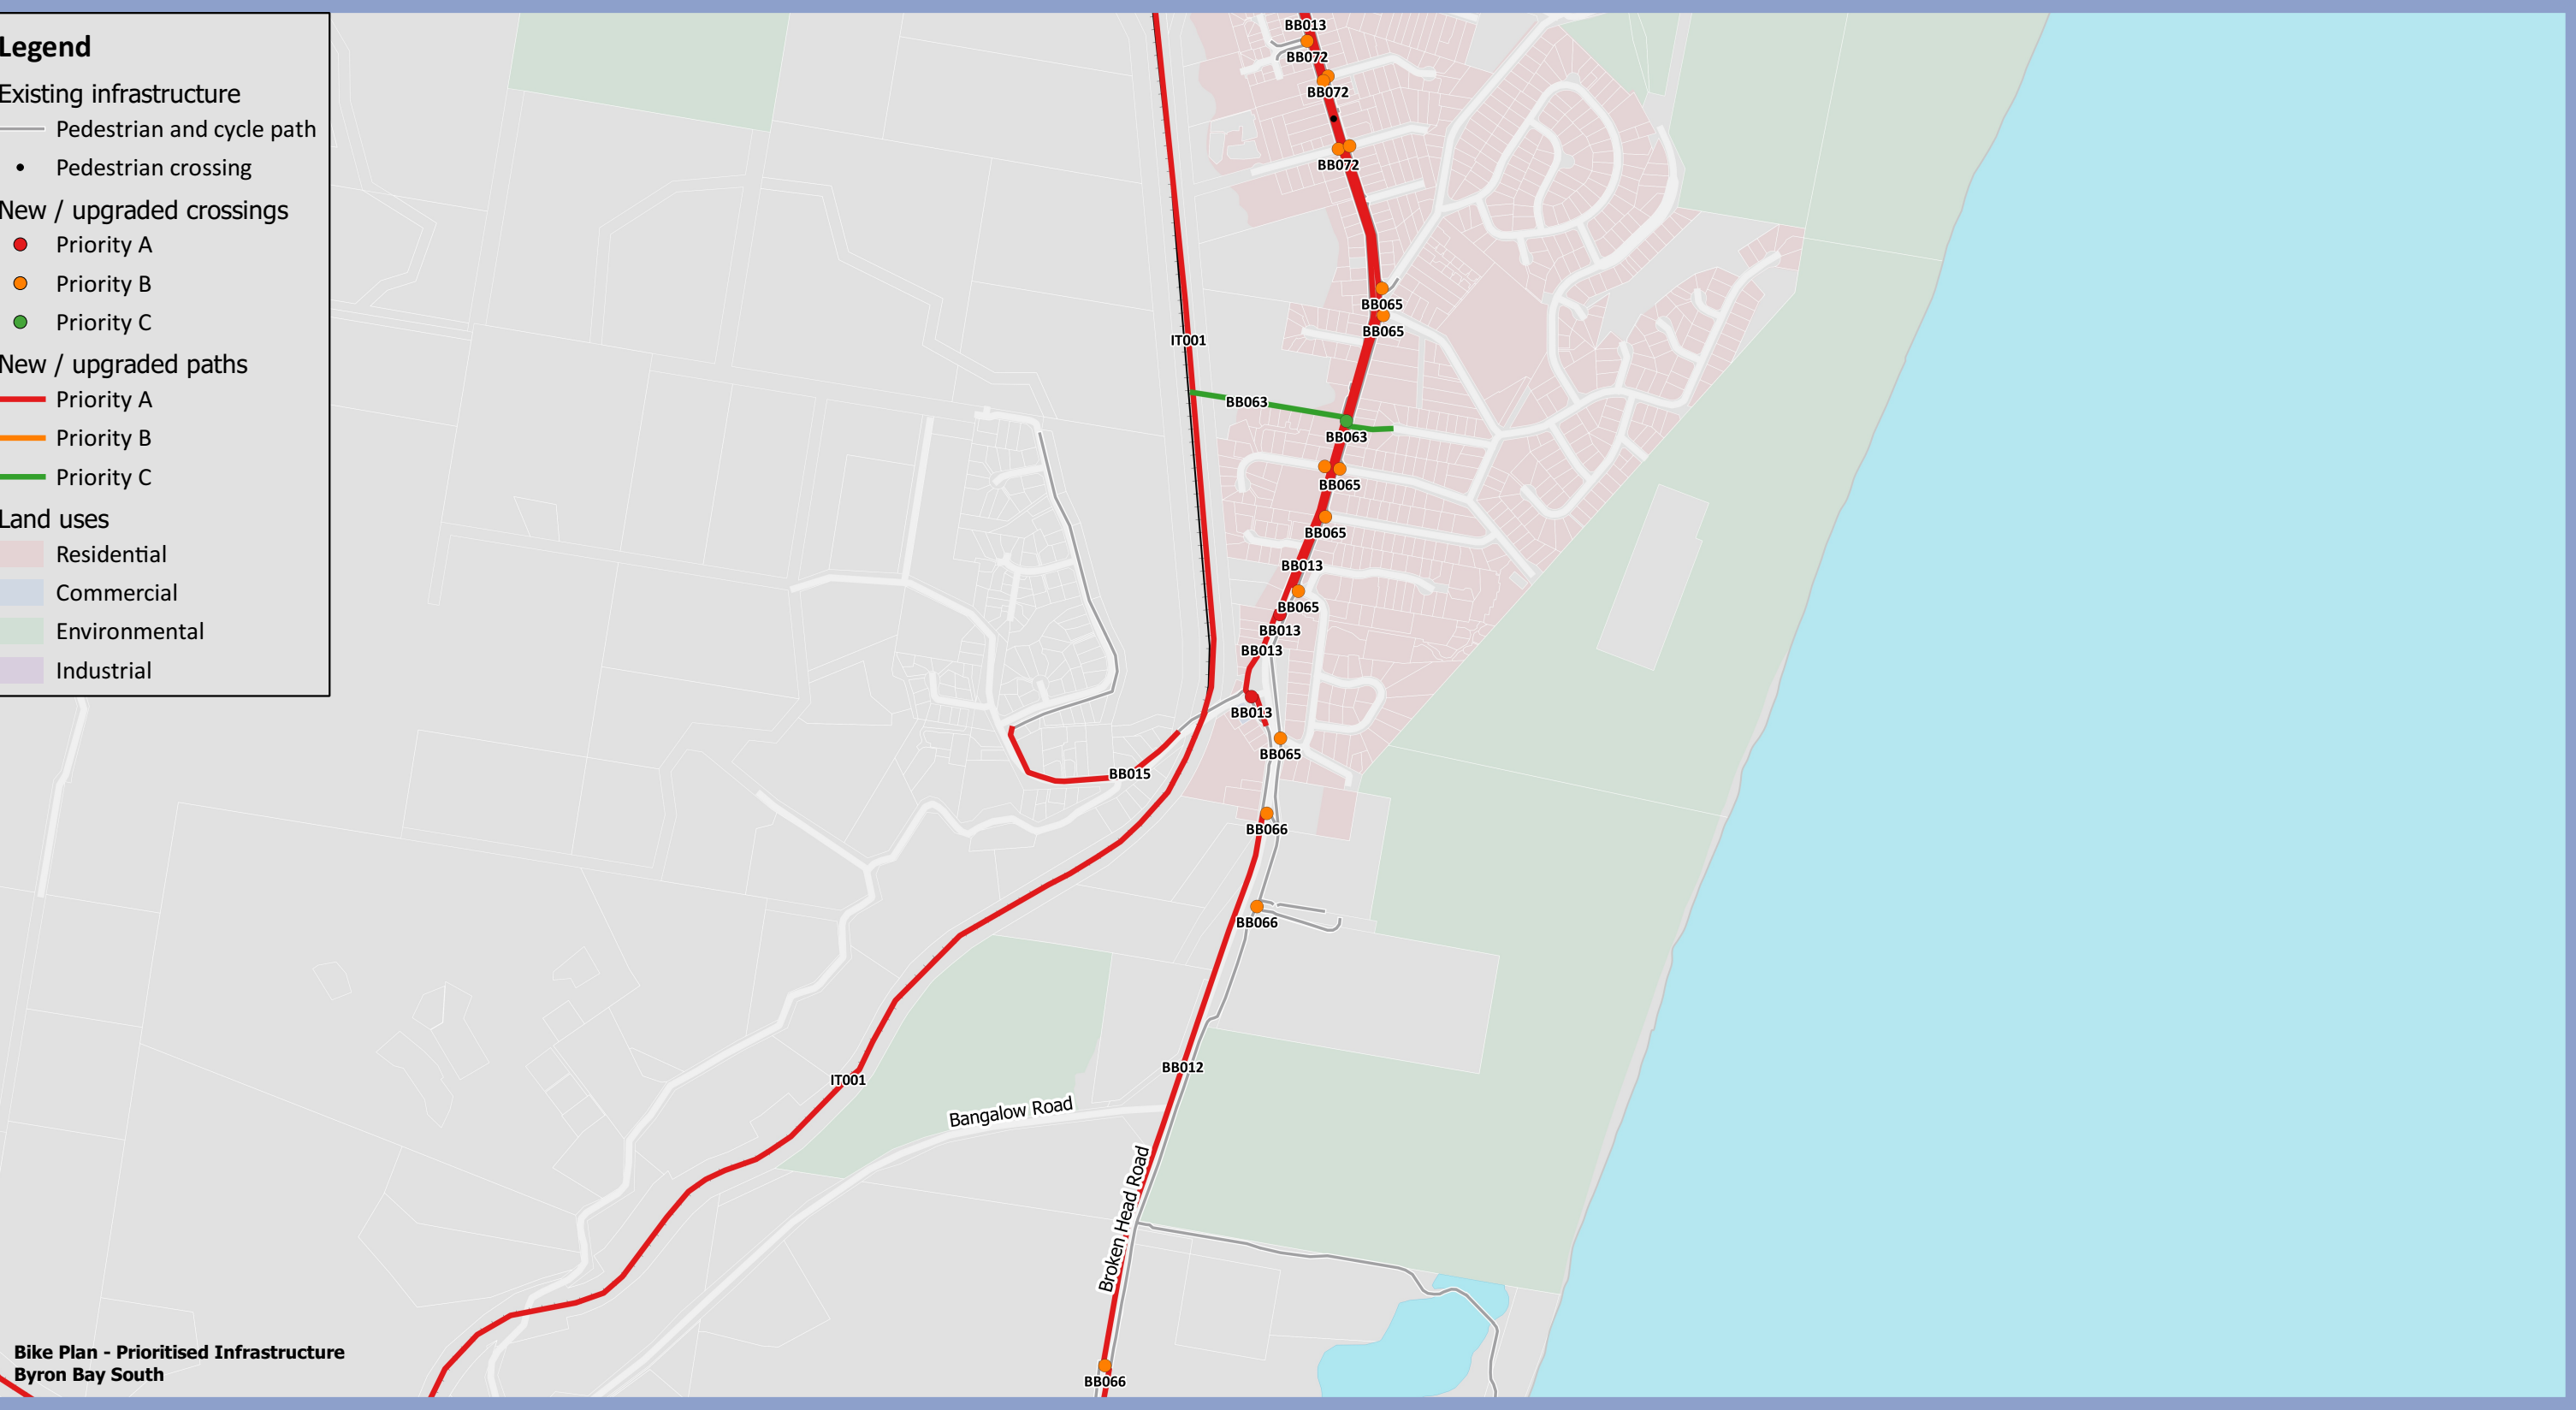 Legend
Existing infrastructure
Pedestrian and cycle path
Pedestrian crossing
New / upgraded crossings
Priority A
Priority B
Priority C
New / upgraded paths
Priority A
Priority B
Priority C
Land uses
Residential
Commercial
Environmental
Industrial
BB013
BB072
BB072
BB072
BB065
BB065
IT001
BB063
BB063
BB065
BB065
BB013
BB065
BB013
BB013
BB013
BB065
BB015
BB066
BB066
BB012
IT001
Bangalow Road
Broken Head Road
BB066
Bike Plan - Prioritised Infrastructure
Byron Bay South